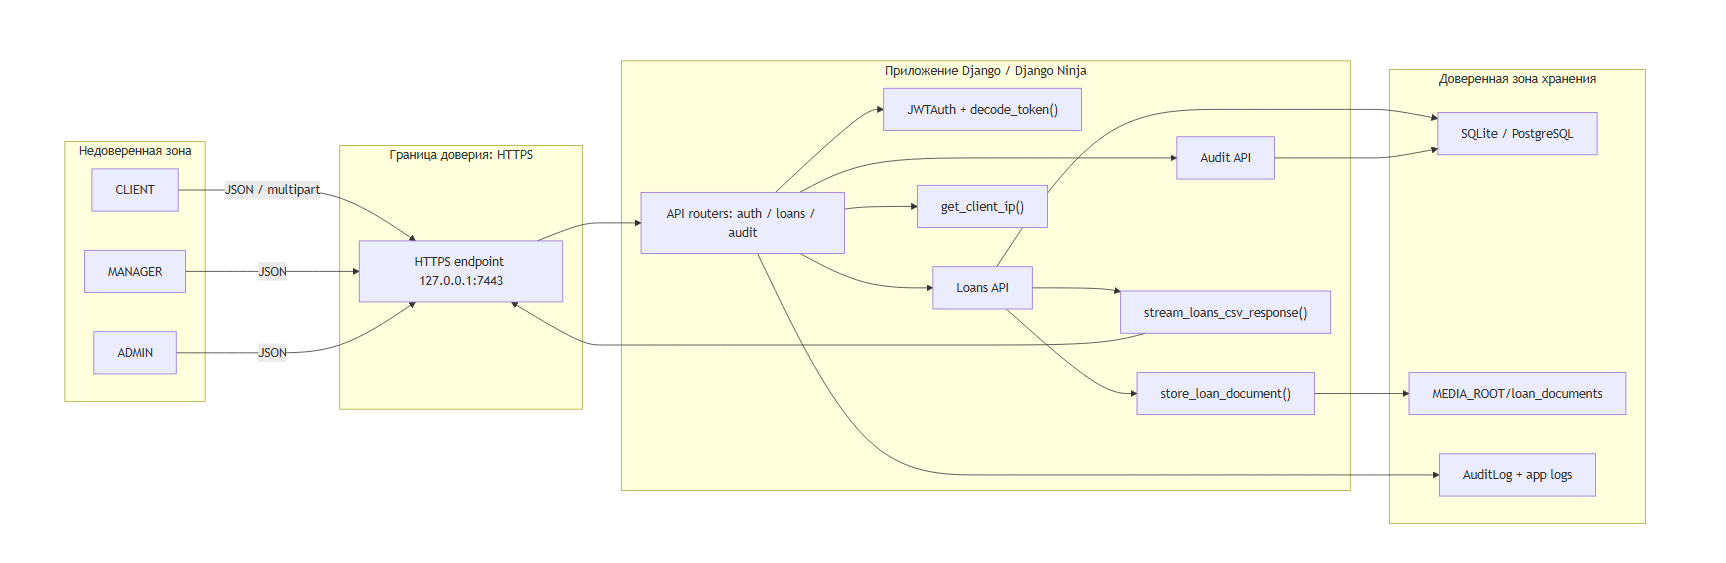 Недоверенная зона
CLIENT
MANAGER
ADMIN
JSON / multipart
JSON
JSON
Граница доверия: HTTPS
HTTPS endpoint
127.0.0.1:7443
Приложение Django / Django Ninja
API routers: auth / loans /
audit
JWTAuth + decode_token()
Audit API
get_client_ip()
Loans API
stream_loans_csv_response()
store_loan_document()
Доверенная зона хранения
SQLite / PostgreSQL
MEDIA_ROOT/loan_documents
AuditLog + app logs